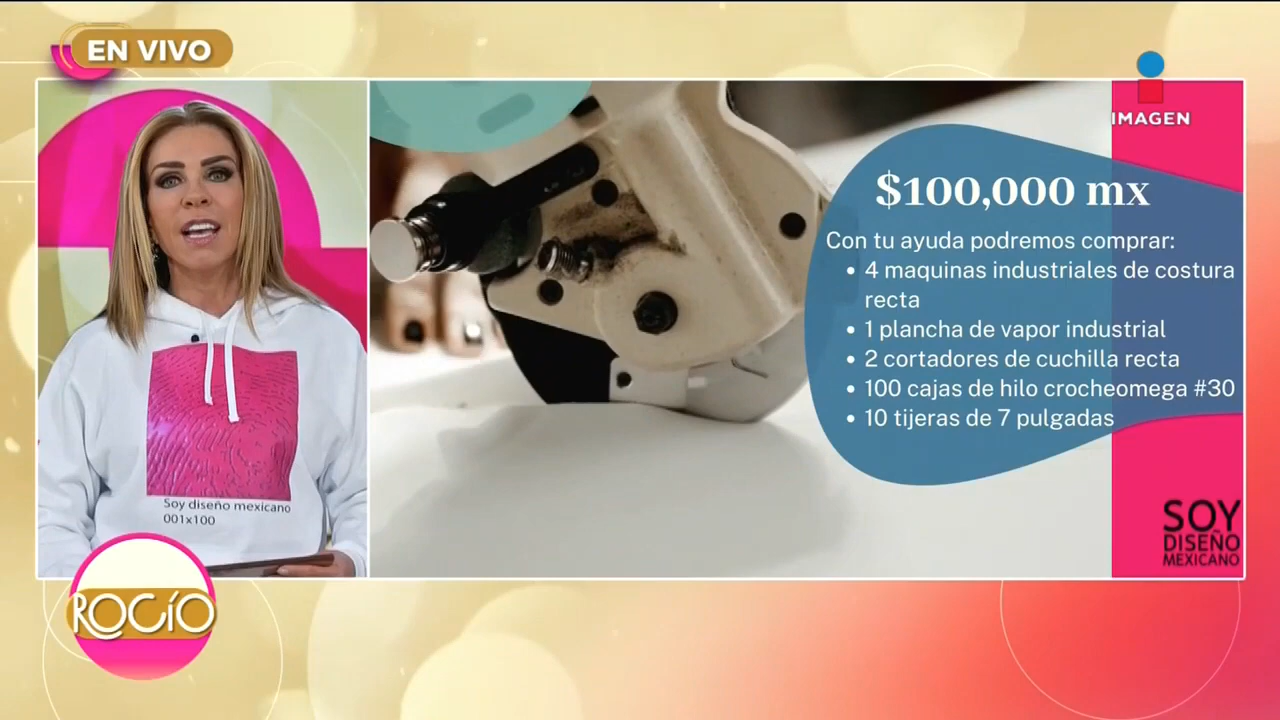 EN VIVO
IMAGEN
$100,000 mx
Con tu ayuda podremos comprar:
• 4 maquinas industriales de costura
recta
• 1 plancha de vapor industrial
• 2 cortadores de cuchilla recta
• 100 cajas de hilo crocheomega #30
• 10 tijeras de 7 pulgadas
Soy diseño mexicano
001x100
SOY
DISEÑO
MEXICANO
ROCÍO